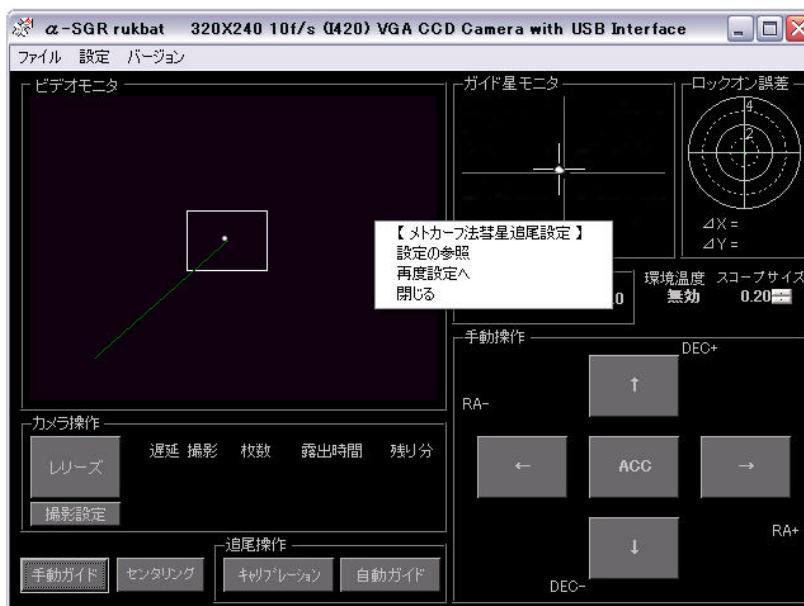 α-SGR rukbat 320X240 10f/s (I420) VGA CCD Camera with USB Interface
ファイル 設定 バージョン
ビデオモニタ
ガイド星モニタ
ロックオン誤差
4
2
⊿X =
⊿Y =
【 メトカーフ法彗星追尾設定 】
設定の参照
再度設定へ
閉じる
.0
環境温度 スコープサイズ
無効 0.20
手動操作
DEC+
↑
RA-
← ACC →
RA+
↓
DEC-
カメラ操作
レリーズ
遅延 撮影 枚数 露出時間 残り分
撮影設定
追尾操作
手動ガイド センタリング キャリブレーション 自動ガイド